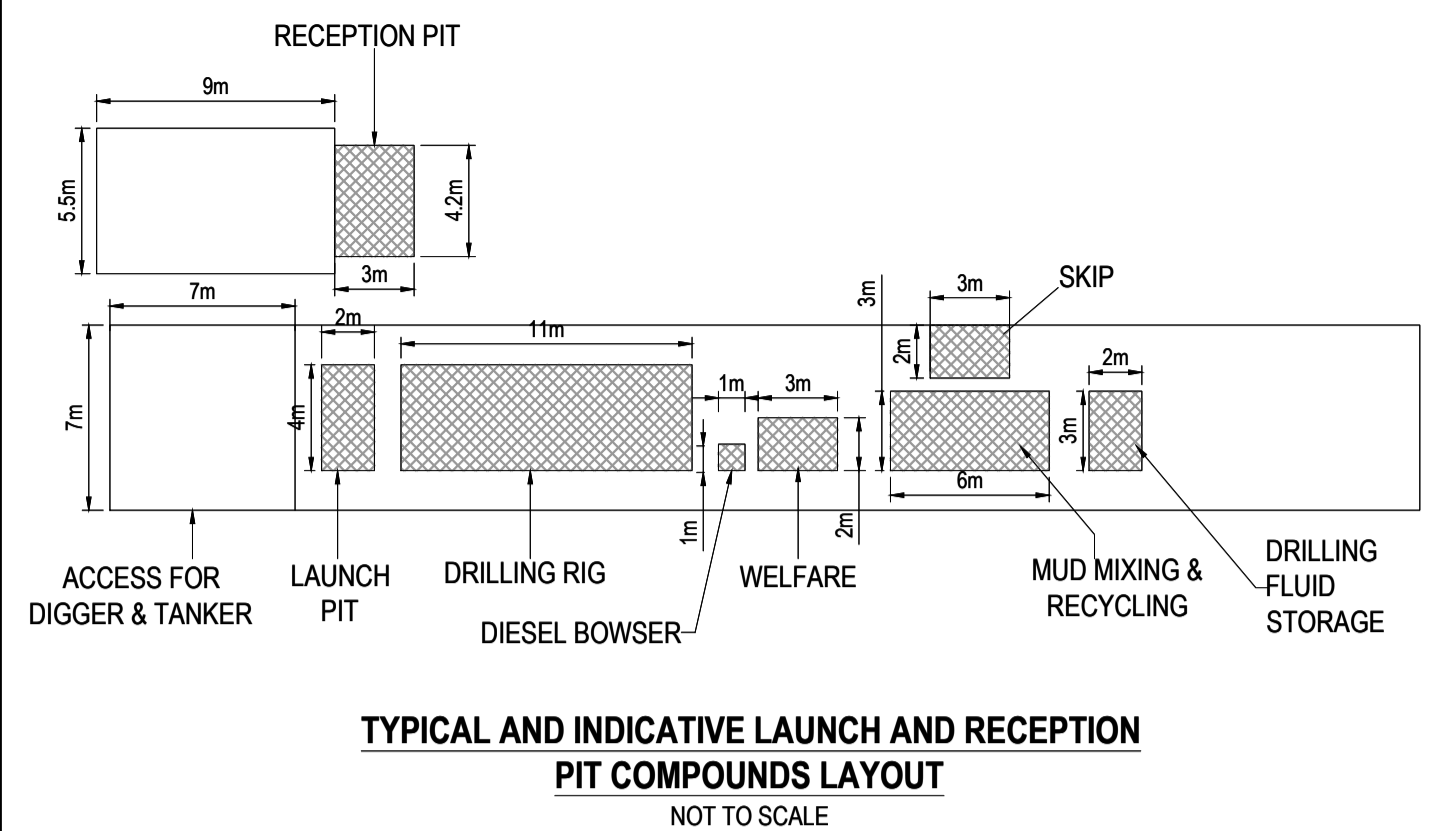 RECEPTION PIT
9m
5.5m
4.2m
3m
7m
7m
2m
4m
11m
1m
1m
3m
2m
3m
3m
2m
SKIP
6m
2m
3m
ACCESS FOR
DIGGER & TANKER
LAUNCH
PIT
DRILLING RIG
DIESEL BOWSER
WELFARE
MUD MIXING &
RECYCLING
DRILLING
FLUID
STORAGE
TYPICAL AND INDICATIVE LAUNCH AND RECEPTION
PIT COMPOUNDS LAYOUT
NOT TO SCALE